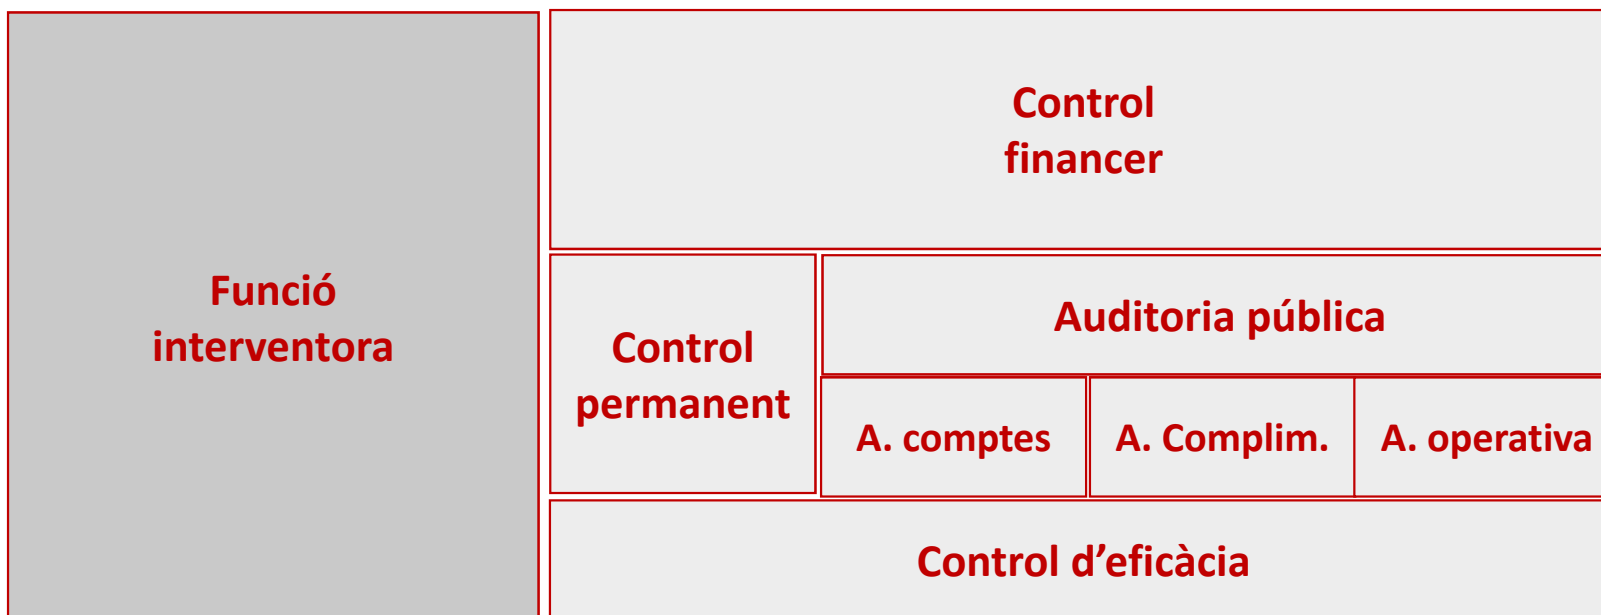 Funció
interventora
Control
financer
Control
permanent
Auditoria pública
A. comptes
A. Complim.
A. operativa
Control d’eficàcia